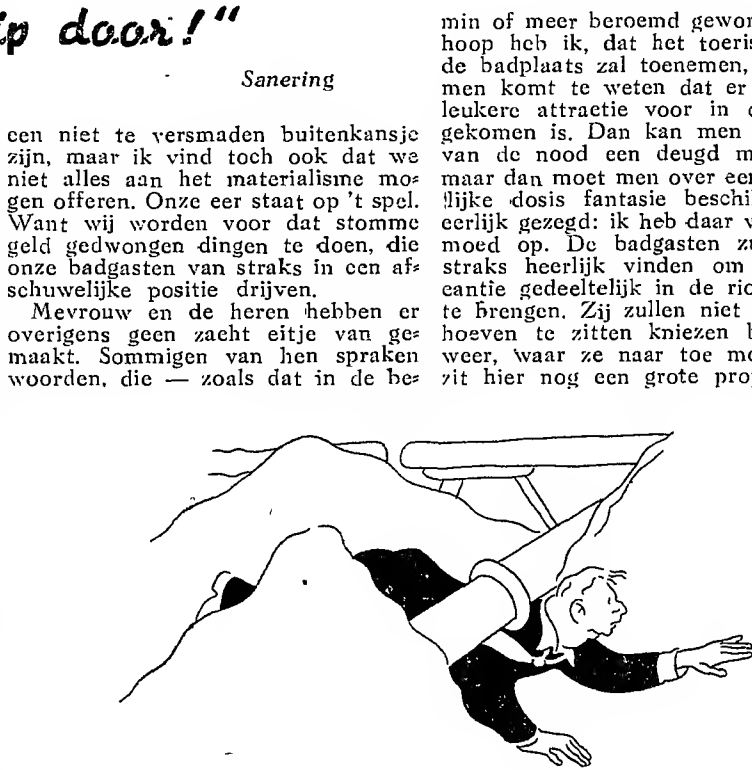 door!"
Sanering
een niet te versmaden buitenkansje
zijn, maar ik vind toch ook dat we
niet alles aan het materialisme mo-
gen offeren. Onze eer staat op 't spel.
Want wij worden voor dat stomme
geld gedwongen dingen te doen, die
onze badgasten van straks in een af-
schuwelijke positie drijven.
Mevrouw en de heren hebben er
overigens geen zacht eitje van ge-
maakt. Sommigen van hen spraken
woorden, die — zoals dat in de be-
min of meer beroemd gewor
hoop heb ik, dat het toeris
de badplaats zal toenemen,
men komt te weten dat er
leukere attractie voor in
gekomen is. Dan kan men
van de nood een deugd m
maar dan moet men over een
lijke dosis fantasie beschi
eerlijk gezegd: ik heb daar
moed op. De badgasten zu
straks heerlijk vinden om
cantie gedeeltelijk in de rio
te brengen. Zij zullen niet
hoeven te zitten kniezen b
weer, waar ze naar toe mo
zit hier nog een grote pro